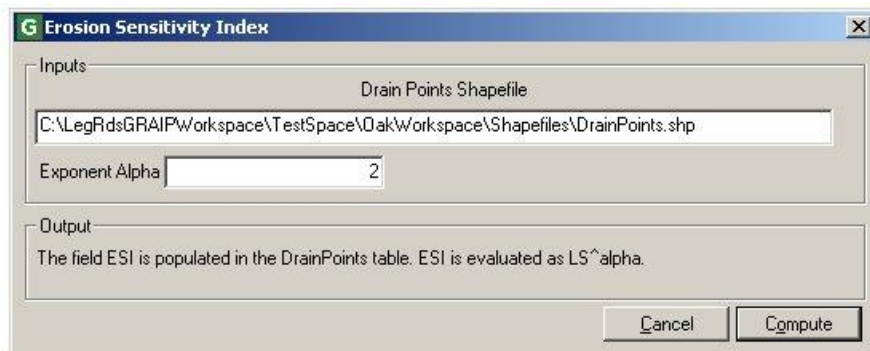 G Erosion Sensitivity Index
Inputs
Drain Points Shapefile
C:\LegRdsGRAIPWorkspace\TestSpace\OakWorkspace\Shapefiles\DrainPoints.shp
Exponent Alpha 2
Output
The field ESI is populated in the DrainPoints table. ESI is evaluated as LS^alpha.
Cancel Compute